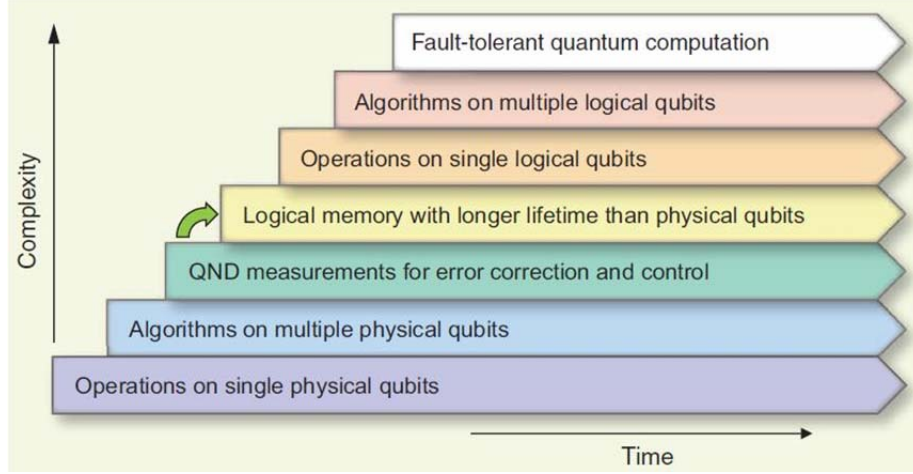 Fault-tolerant quantum computation
Algorithms on multiple logical qubits
Operations on single logical qubits
Logical memory with longer lifetime than physical qubits
QND measurements for error correction and control
Algorithms on multiple physical qubits
Operations on single physical qubits
Complexity
Time